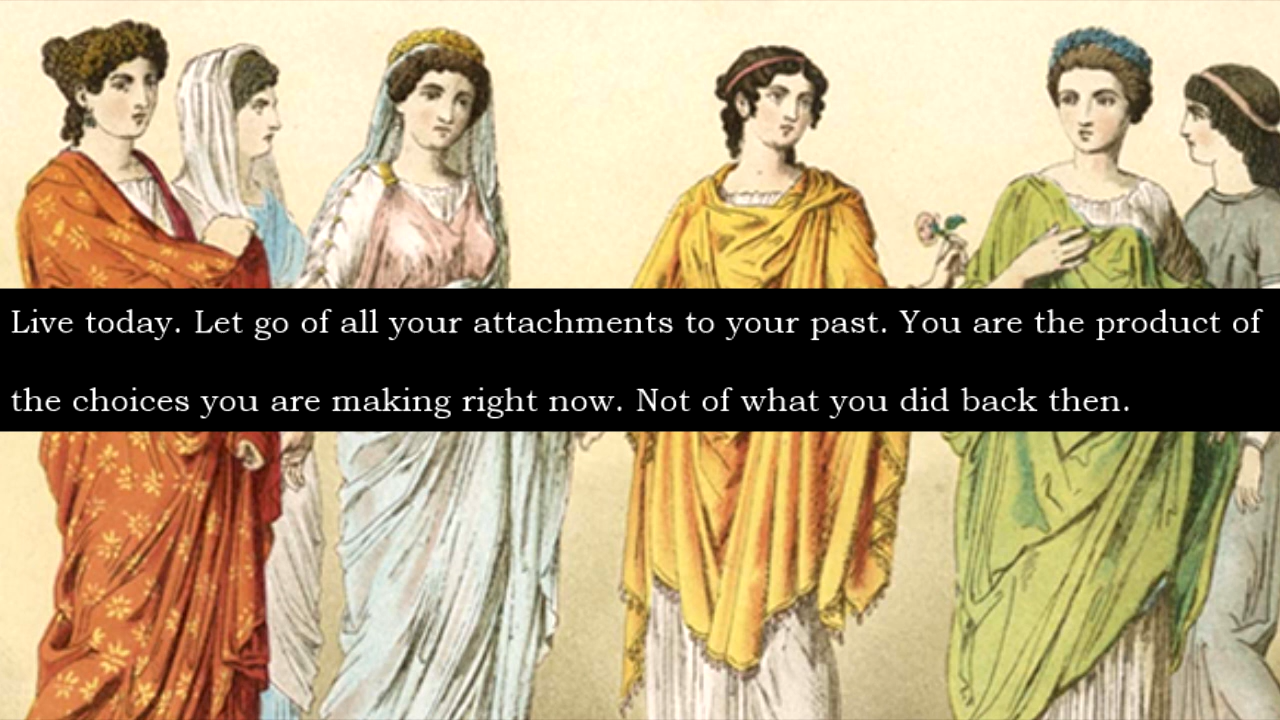 Live today. Let go of all your attachments to your past. You are the product of
the choices you are making right now. Not of what you did back then.